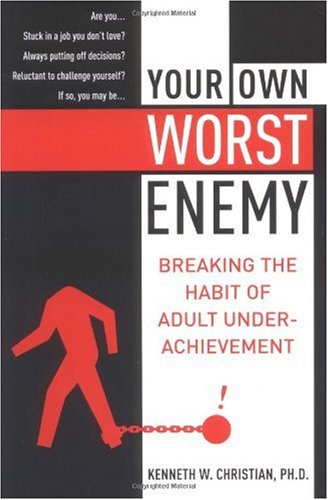 Are you...
Stuck in a job you don't love?
Always putting off decisions?
Reluctant to challenge yourself?
If so, you may be...
YOUR OWN
WORST
ENEMY
BREAKING THE
HABIT OF
ADULT UNDER-
ACHIEVEMENT
!
KENNETH W. CHRISTIAN, PH.D.